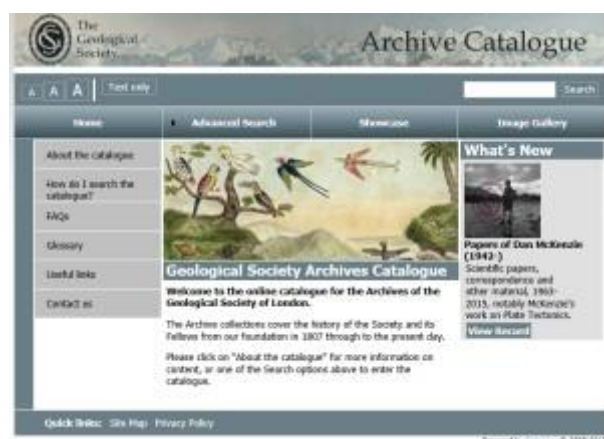 The
Geological
Society
Archive Catalogue
A A A Text only
Search
Home Advanced Search Showcase Image Gallery
About the catalogue
How do I search the
catalogue?
FAQs
Glossary
Useful links
Contact us
Geological Society Archives Catalogue
Welcome to the online catalogue for the Archives of the
Geological Society of London.
The Archive collections cover the history of the Society and its
Fellows from our foundation in 1807 through to the present day.
Please click on "About the catalogue" for more information on
content, or one of the Search options above to enter the
catalogue.
What's New
Papers of Dan McKenzie
(1942- )
Scientific papers,
correspondence and
other material, 1963-
2015, notably McKenzie's
work on Plate Tectonics.
View Record
Quick links: Site Map Privacy Policy